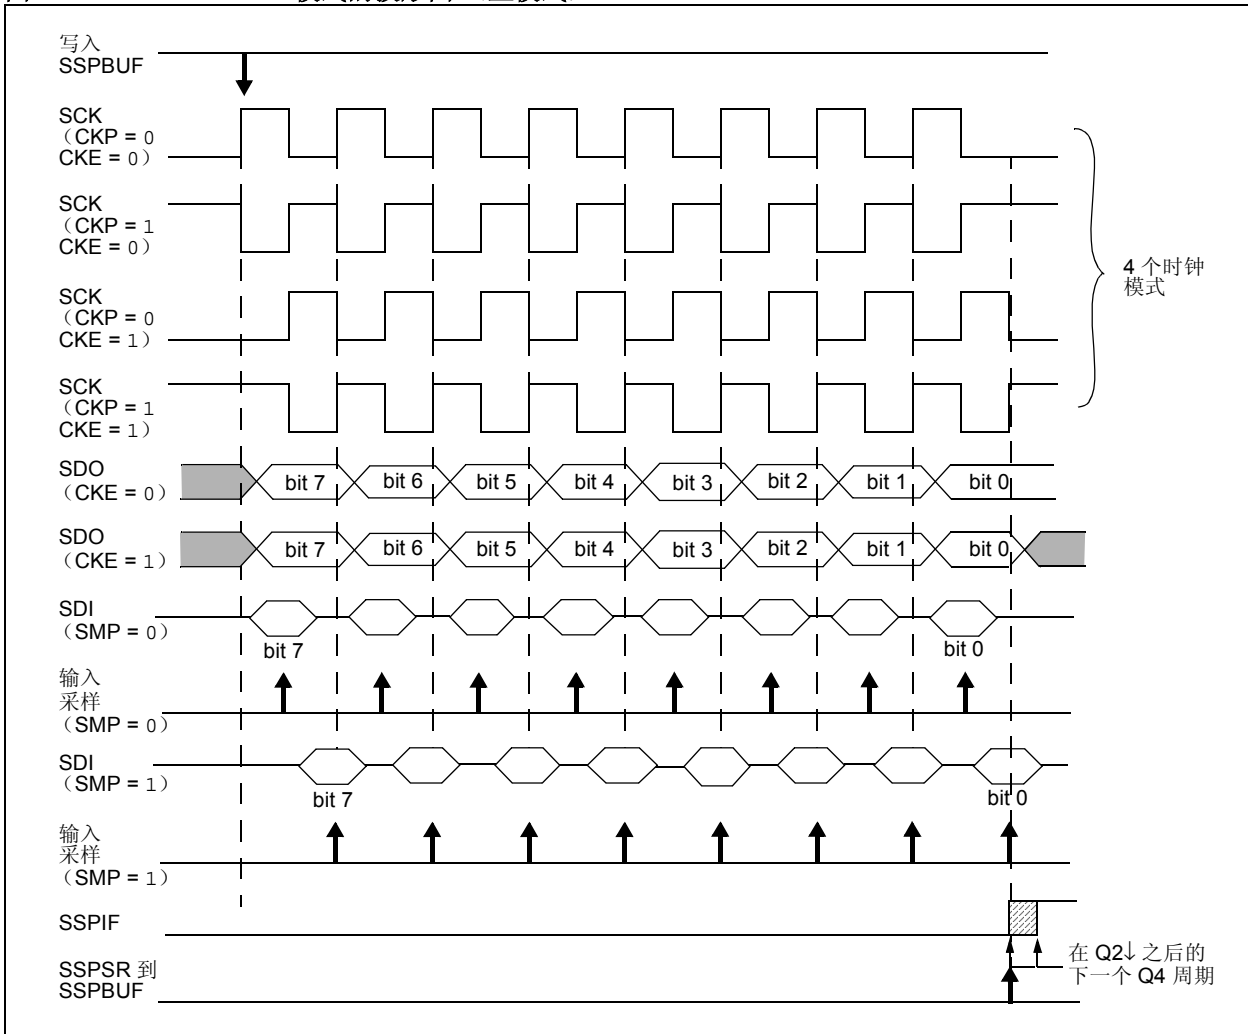 写入
SSPBUF
SCK
（CKP = 0
CKE = 0）
SCK
（CKP = 1
CKE = 0）
SCK
（CKP = 0
CKE = 1）
SCK
（CKP = 1
CKE = 1）
4 个时钟
模式
SDO
（CKE = 0）
bit 7 bit 6 bit 5 bit 4 bit 3 bit 2 bit 1 bit 0
SDO
（CKE = 1）
bit 7 bit 6 bit 5 bit 4 bit 3 bit 2 bit 1 bit 0
SDI
（SMP = 0）
bit 7 bit 0
输入
采样
（SMP = 0）
SDI
（SMP = 1）
bit 7 bit 0
输入
采样
（SMP = 1）
SSPIF
SSPSR 到
SSPBUF
在 Q2↓ 之后的
下一个 Q4 周期